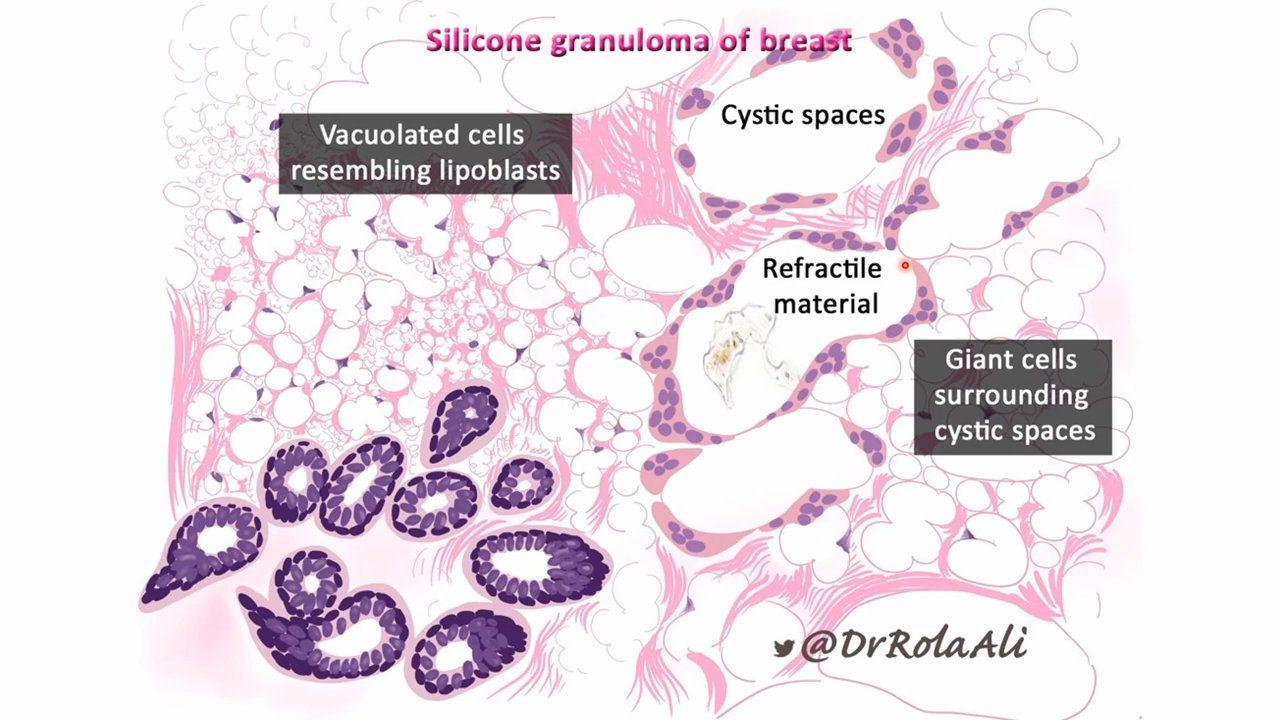 Silicone granuloma of breast
Vacuolated cells
resembling lipoblasts
Cystic spaces
Refractile
material
Giant cells
surrounding
cystic spaces
@DrRolaAli